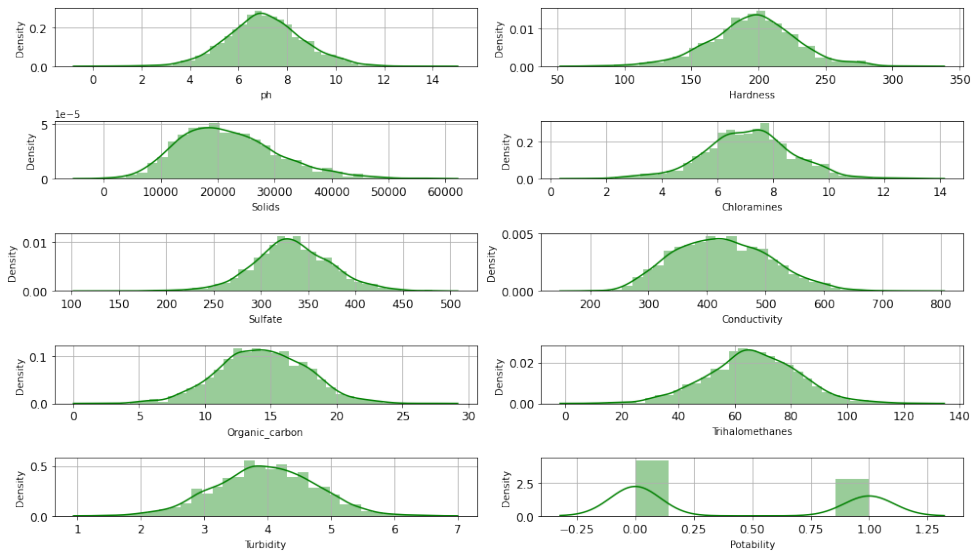 Density
0.2
0.0
0 2 4 6 8 10 12 14
ph
Density
0.01
0.00
50 100 150 200 250 300 350
Hardness
1e−5
Density
5
0
0 10000 20000 30000 40000 50000 60000
Solids
Density
0.2
0.0
0 2 4 6 8 10 12 14
Chloramines
Density
0.01
0.00
100 150 200 250 300 350 400 450 500
Sulfate
Density
0.005
0.000
200 300 400 500 600 700 800
Conductivity
Density
0.1
0.0
0 5 10 15 20 25 30
Organic_carbon
Density
0.02
0.00
0 20 40 60 80 100 120 140
Trihalomethanes
Density
0.5
0.0
1 2 3 4 5 6 7
Turbidity
Density
2.5
0.0
−0.25 0.00 0.25 0.50 0.75 1.00 1.25
Potability